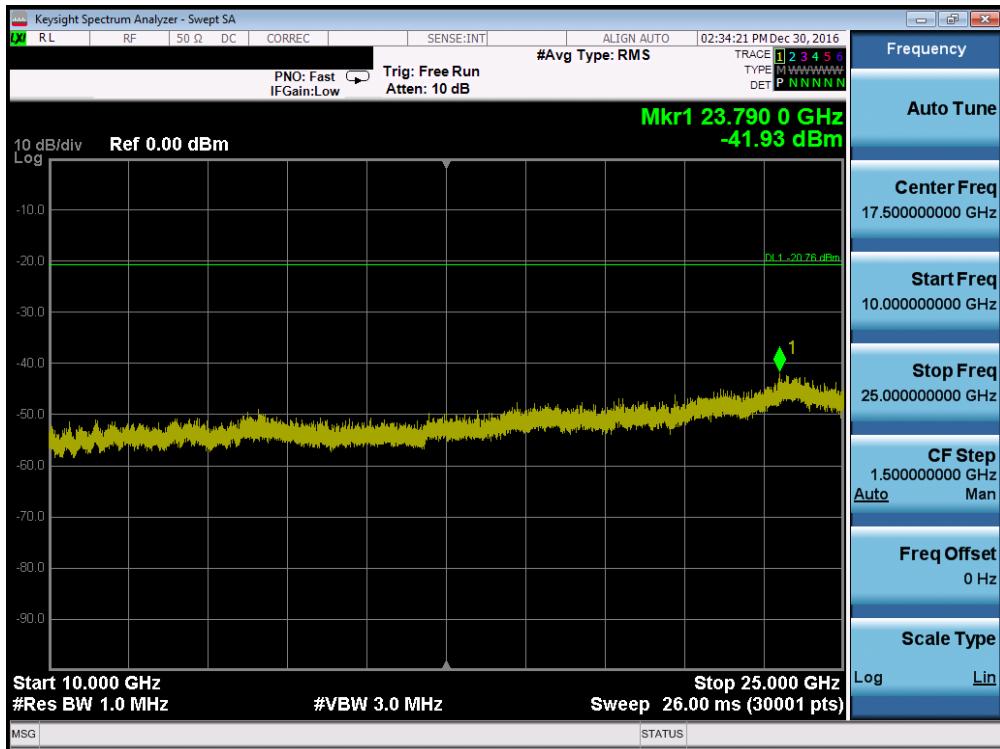 Keysight Spectrum Analyzer - Swept SA
LXI RL RF 50 Ω DC CORREC SENSE:INT ALIGN AUTO 02:34:21 PM Dec 30, 2016
#Avg Type: RMS TRACE 1 2 3 4 5 6
PNO: Fast Trig: Free Run TYPE M WWWWW
IFGain:Low Atten: 10 dB DET P N N N N N
Mkr1 23.790 0 GHz
-41.93 dBm
10 dB/div Ref 0.00 dBm
Log
-10.0
-20.0
DL1 -20.76 dBm
-30.0
-40.0
1
-50.0
-60.0
-70.0
-80.0
-90.0
Start 10.000 GHz Stop 25.000 GHz
#Res BW 1.0 MHz #VBW 3.0 MHz Sweep 26.00 ms (30001 pts)
MSG STATUS
Frequency
Auto Tune
Center Freq
17.500000000 GHz
Start Freq
10.000000000 GHz
Stop Freq
25.000000000 GHz
CF Step
1.500000000 GHz
Auto Man
Freq Offset
0 Hz
Scale Type
Log Lin